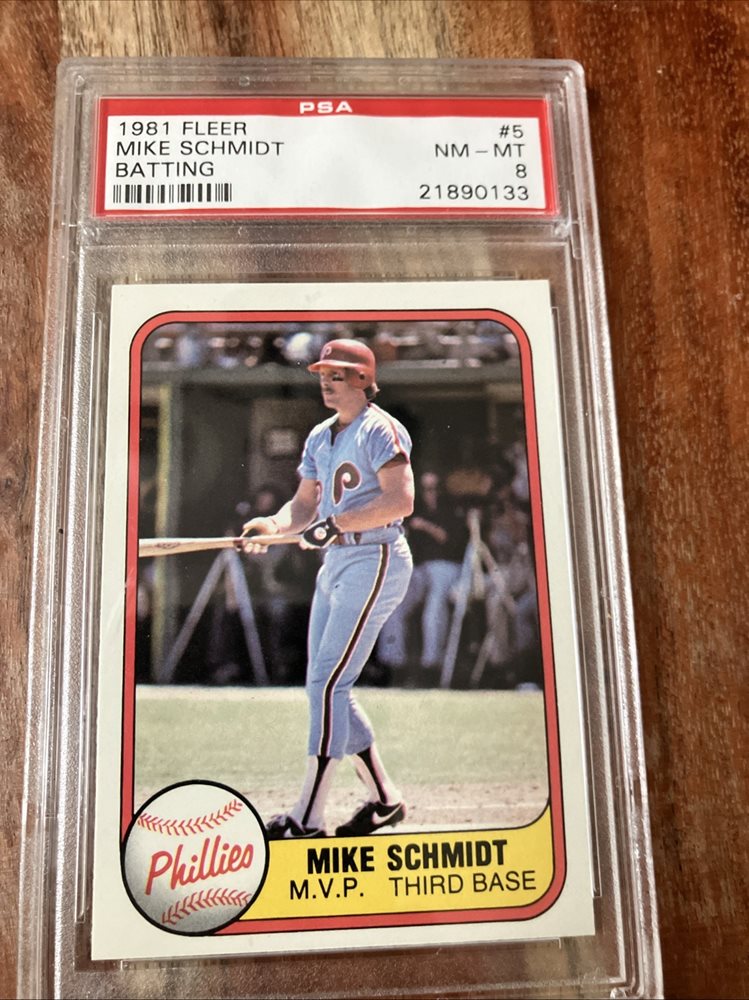 PSA
1981 FLEER #5
MIKE SCHMIDT NM - MT
BATTING 8
21890133
P
P
Phillies
MIKE SCHMIDT
M.V.P. THIRD BASE